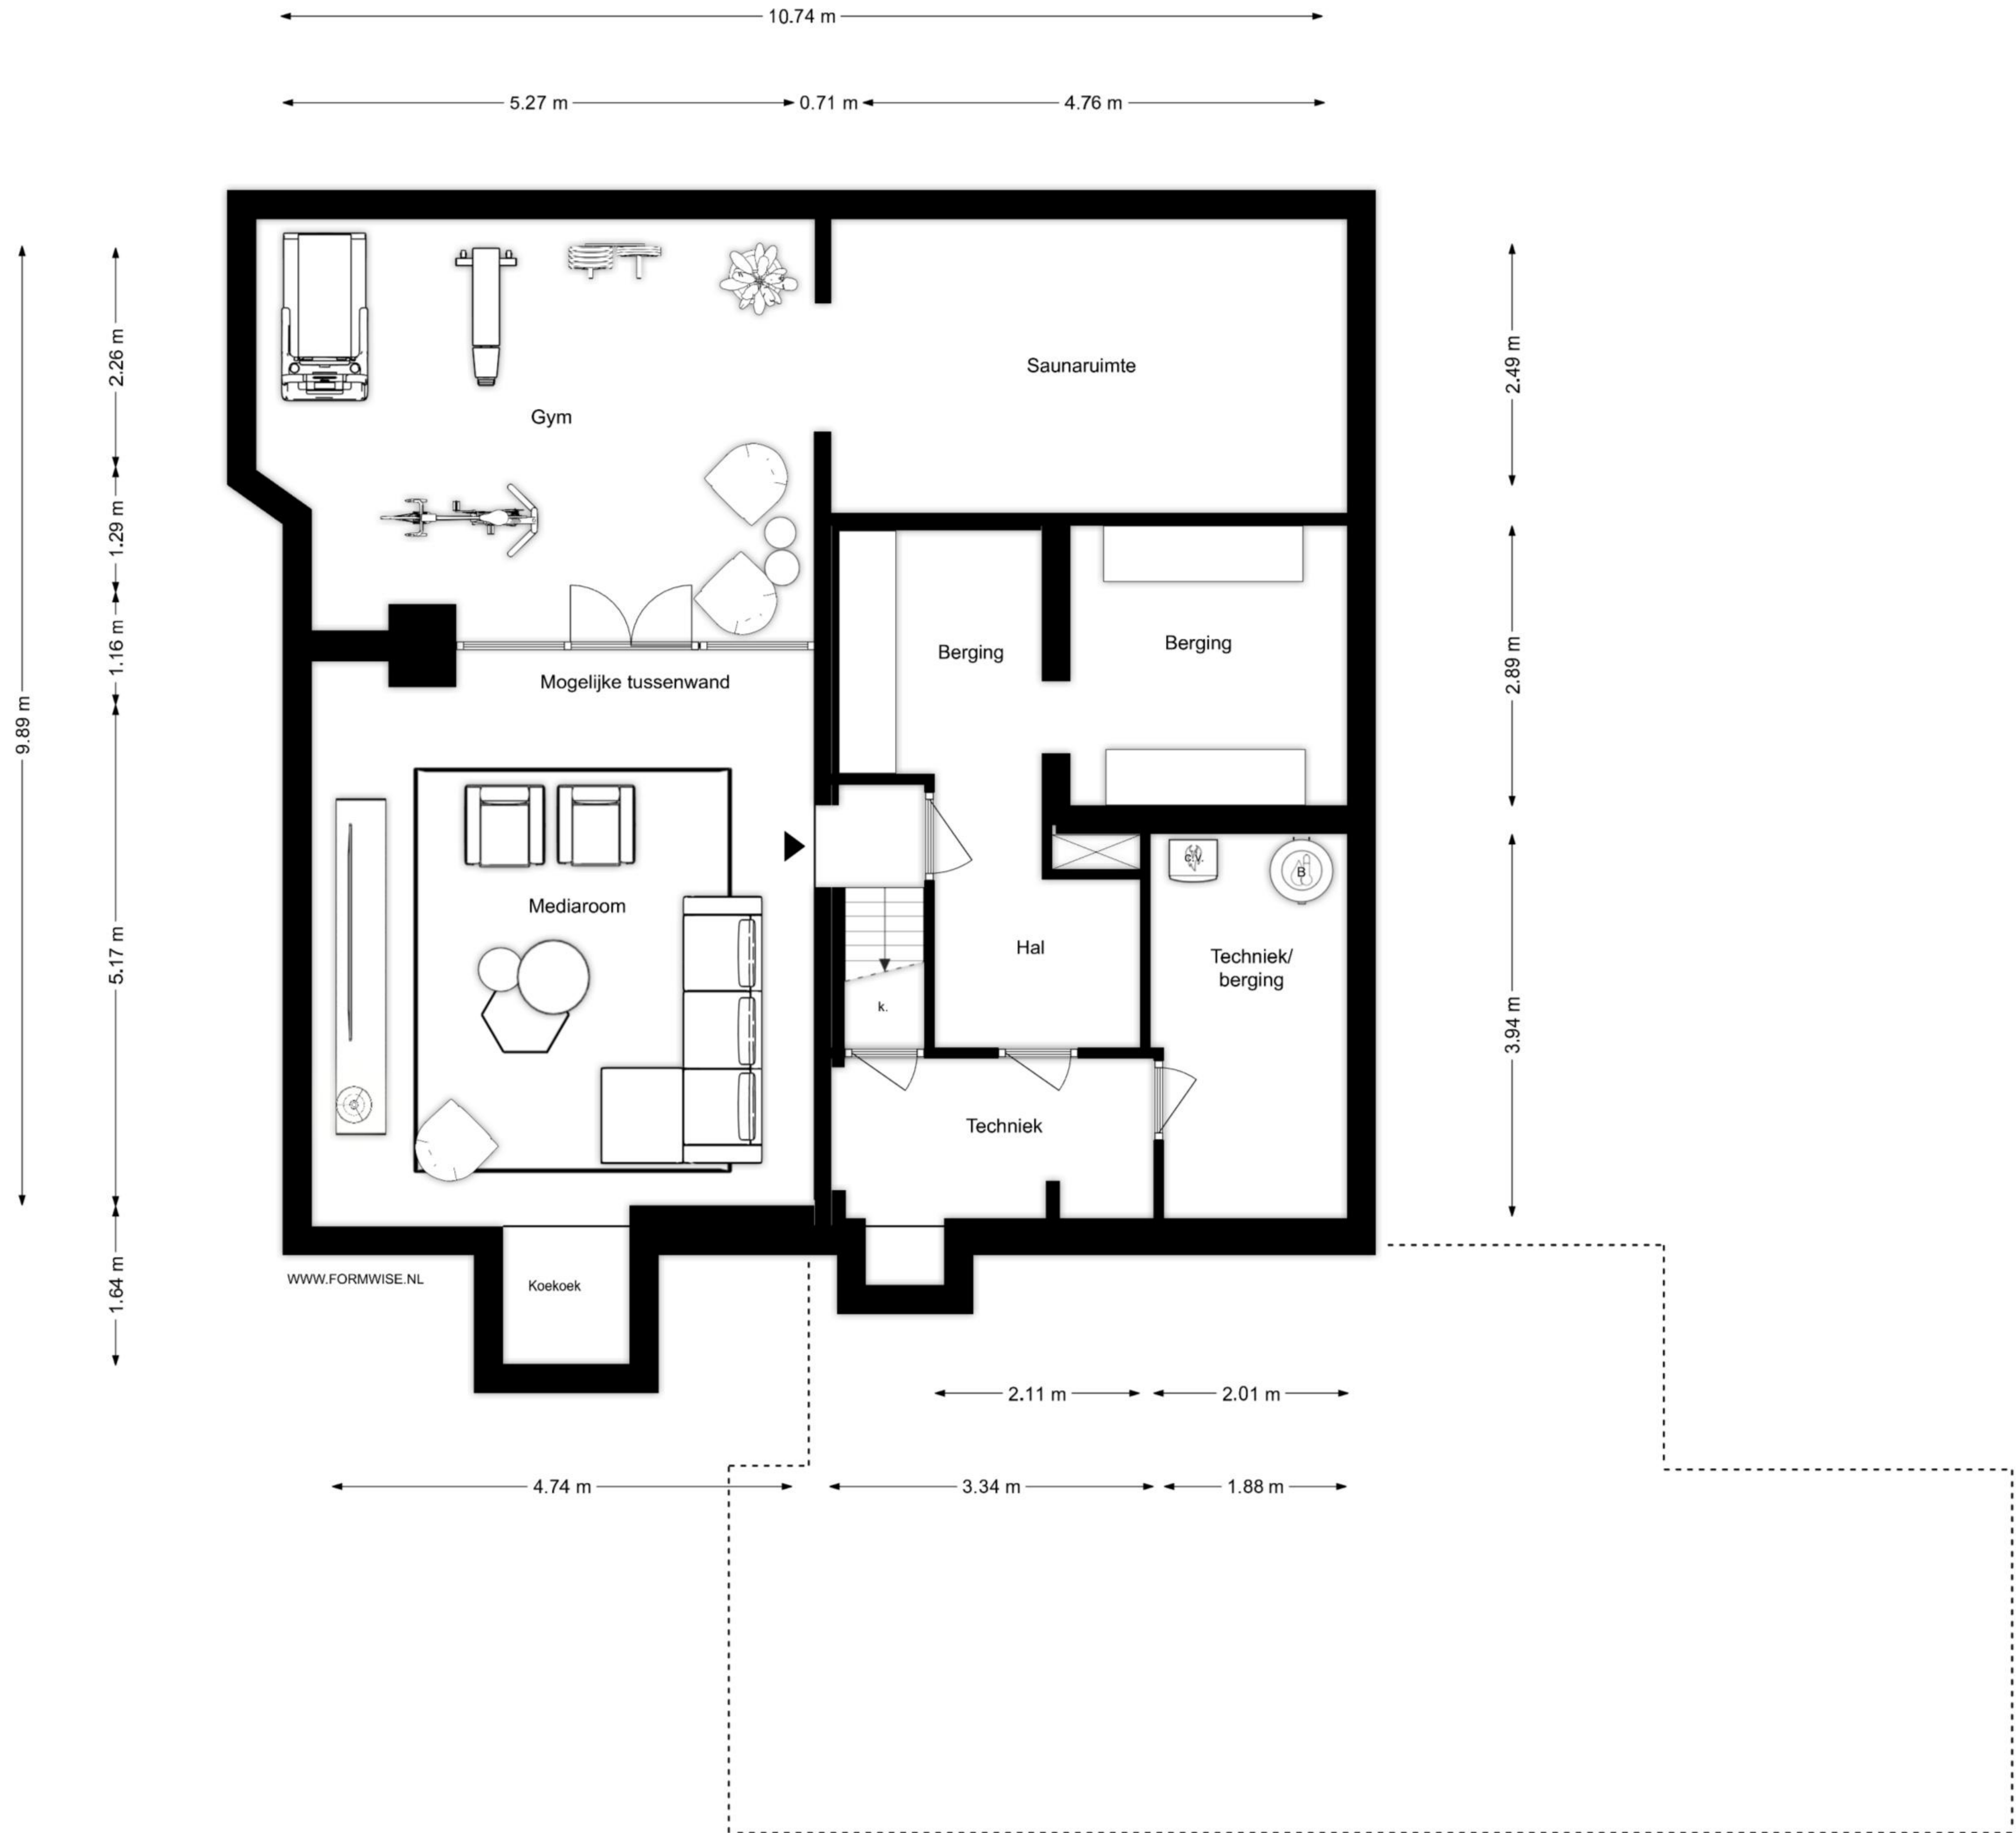 10.74 m
5.27 m
0.71 m
4.76 m
2.26 m
1.29 m
1.16 m
9.89 m
5.17 m
1.64 m
2.49 m
2.89 m
3.94 m
Saunaruimte
Gym
Berging
Berging
Mogelijke tussenwand
c.v.
B
Mediaroom
Hal
Techniek/
berging
k.
Techniek
WWW.FORMWISE.NL
Koekoek
2.11 m
2.01 m
4.74 m
3.34 m
1.88 m